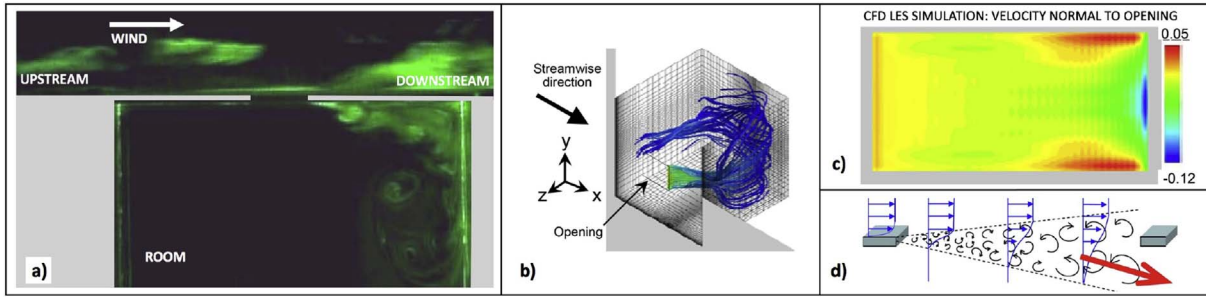 WIND
UPSTREAM
DOWNSTREAM
ROOM
a)
Streamwise
direction
y
z
x
Opening
b)
CFD LES SIMULATION: VELOCITY NORMAL TO OPENING
0.05
c)
-0.12
d)